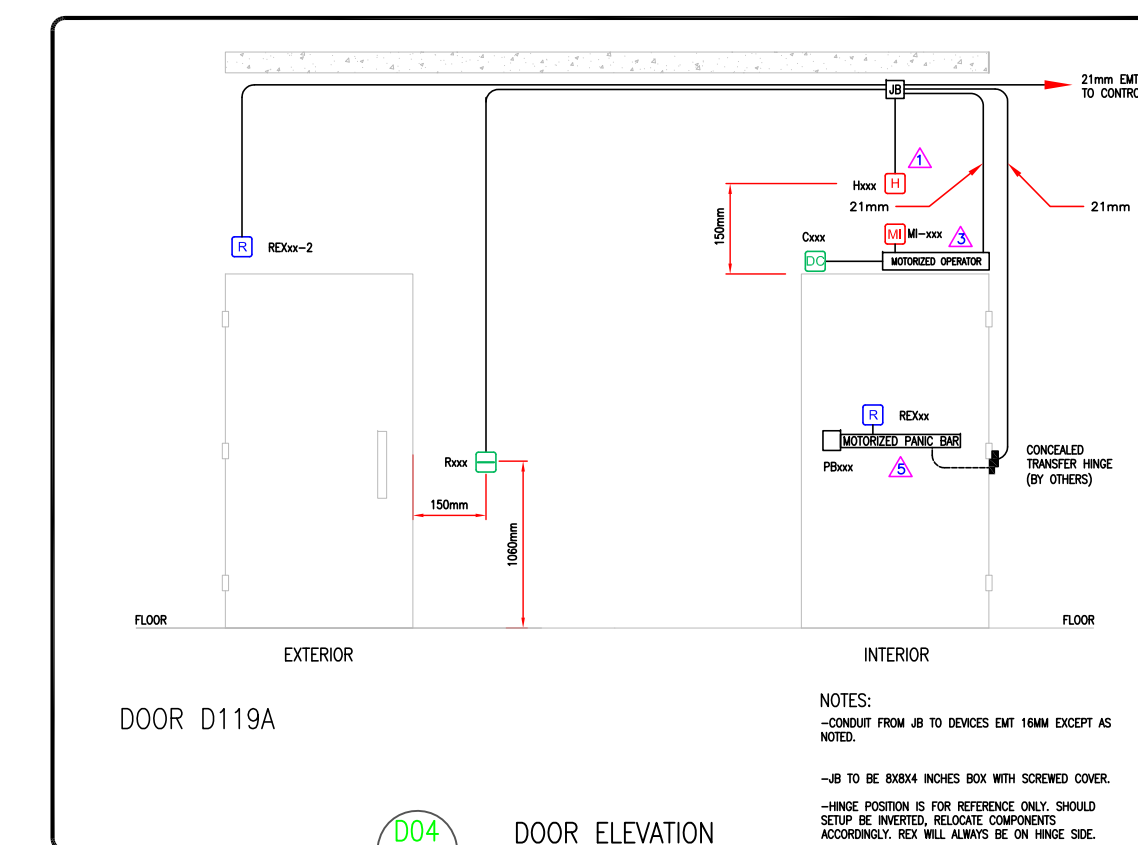 21mm EMT
TO CONTRO
JB
1
Hxxx
H
21mm
21mm
150mm
R
REXxx-2
Cxxx
MI
MI-xxx
3
DC
MOTORIZED OPERATOR
R
REXxx
MOTORIZED PANIC BAR
PBxxx
5
CONCEALED
TRANSFER HINGE
(BY OTHERS)
Rxxx
150mm
1060mm
FLOOR
FLOOR
EXTERIOR
INTERIOR
DOOR D119A
NOTES:
-CONDUIT FROM JB TO DEVICES EMT 16MM EXCEPT AS
NOTED.
-JB TO BE 8X8X4 INCHES BOX WITH SCREWED COVER.
-HINGE POSITION IS FOR REFERENCE ONLY. SHOULD
SETUP BE INVERTED, RELOCATE COMPONENTS
ACCORDINGLY. REX WILL ALWAYS BE ON HINGE SIDE.
D04
DOOR ELEVATION